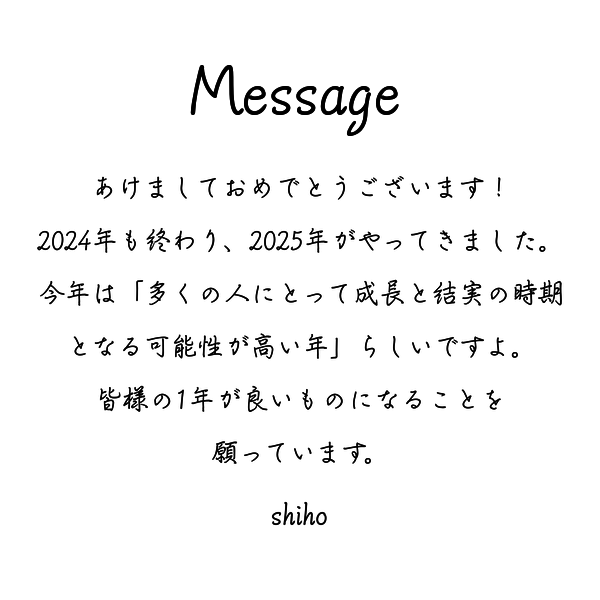 Message
あけましておめでとうございます！
2024年も終わり、2025年がやってきました。
今年は「多くの人にとって成長と結実の時期
となる可能性が高い年」らしいですよ。
皆様の1年が良いものになることを
願っています。
shiho